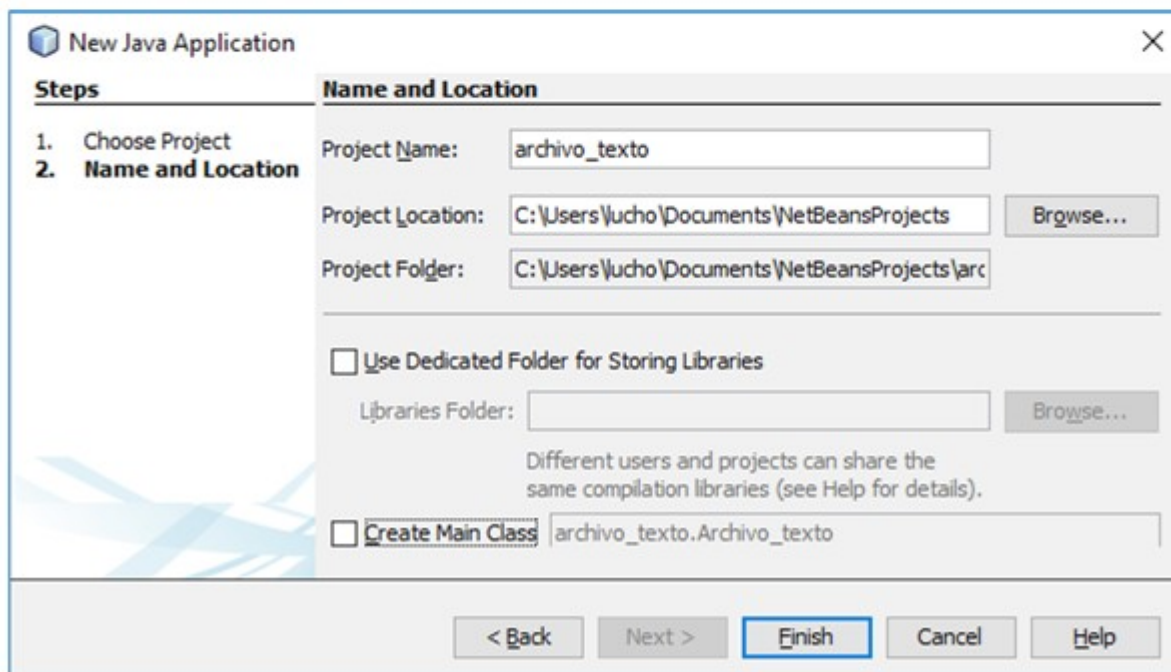 New Java Application
Steps
1. Choose Project
2. Name and Location
Name and Location
Project Name: archivo_texto
Project Location: C:\Users\lucho\Documents\NetBeansProjects Browse...
Project Folder: C:\Users\lucho\Documents\NetBeansProjects\arc
Use Dedicated Folder for Storing Libraries
Libraries Folder: Browse...
Different users and projects can share the
same compilation libraries (see Help for details).
Create Main Class archivo_texto.Archivo_texto
< Back Next > Finish Cancel Help